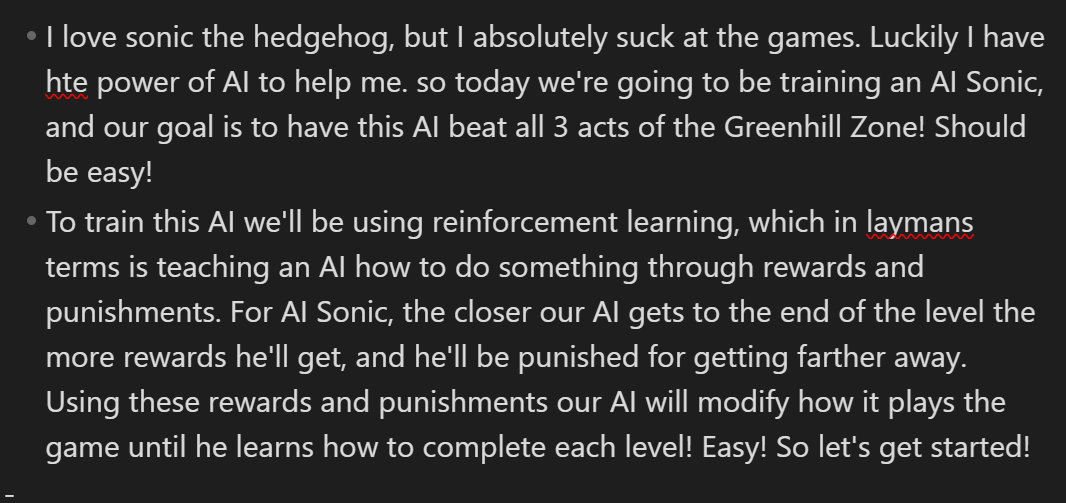 I love sonic the hedgehog, but I absolutely suck at the games. Luckily I have
hte power of AI to help me. so today we're going to be training an AI Sonic,
and our goal is to have this AI beat all 3 acts of the Greenhill Zone! Should
be easy!
To train this AI we'll be using reinforcement learning, which in laymans
terms is teaching an AI how to do something through rewards and
punishments. For AI Sonic, the closer our AI gets to the end of the level the
more rewards he'll get, and he'll be punished for getting farther away.
Using these rewards and punishments our AI will modify how it plays the
game until he learns how to complete each level! Easy! So let's get started!